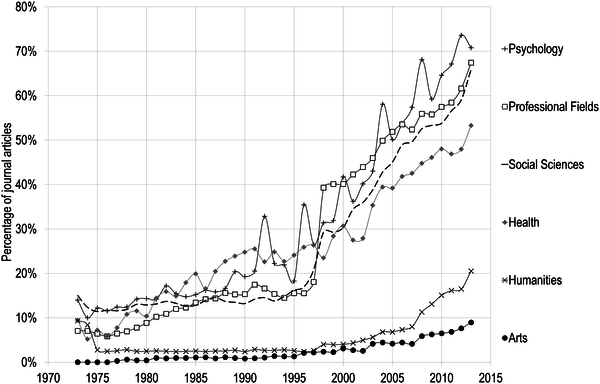 80%
70%
60%
50%
40%
30%
20%
10%
0%
Percentage of journal articles
1970 1975 1980 1985 1990 1995 2000 2005 2010 2015
Psychology
Professional Fields
Social Sciences
Health
Humanities
Arts